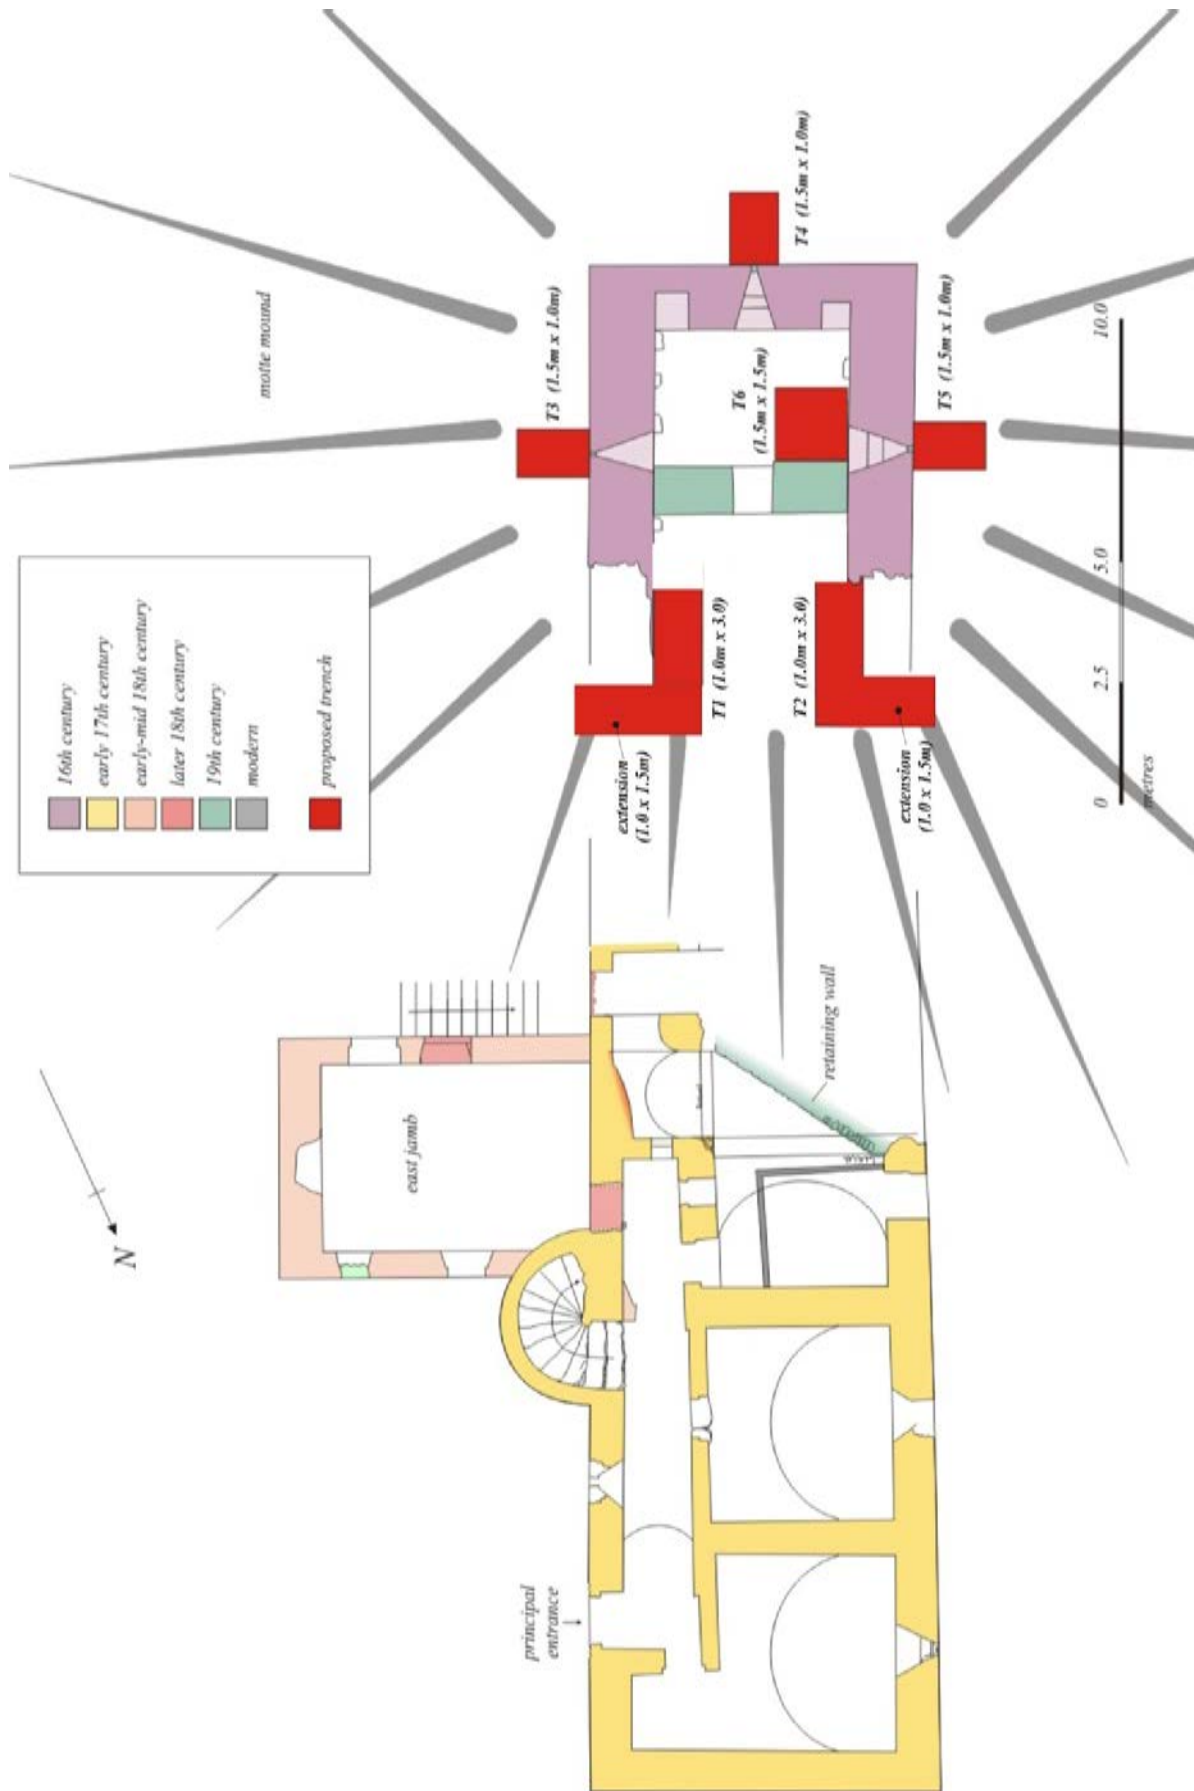 16th century
early 17th century
early-mid 18th century
later 18th century
19th century
modern
proposed trench
motte mound
T3 (1.5m x 1.0m)
T4 (1.5m x 1.0m)
T6
(1.5m x 1.5m)
T5 (1.5m x 1.0m)
T1 (1.0m x 3.0)
T2 (1.0m x 3.0)
extension
(1.0 x 1.5m)
extension
(1.0 x 1.5m)
0 2.5 5.0 10.0
metres
retaining wall
east jamb
N
principal
entrance